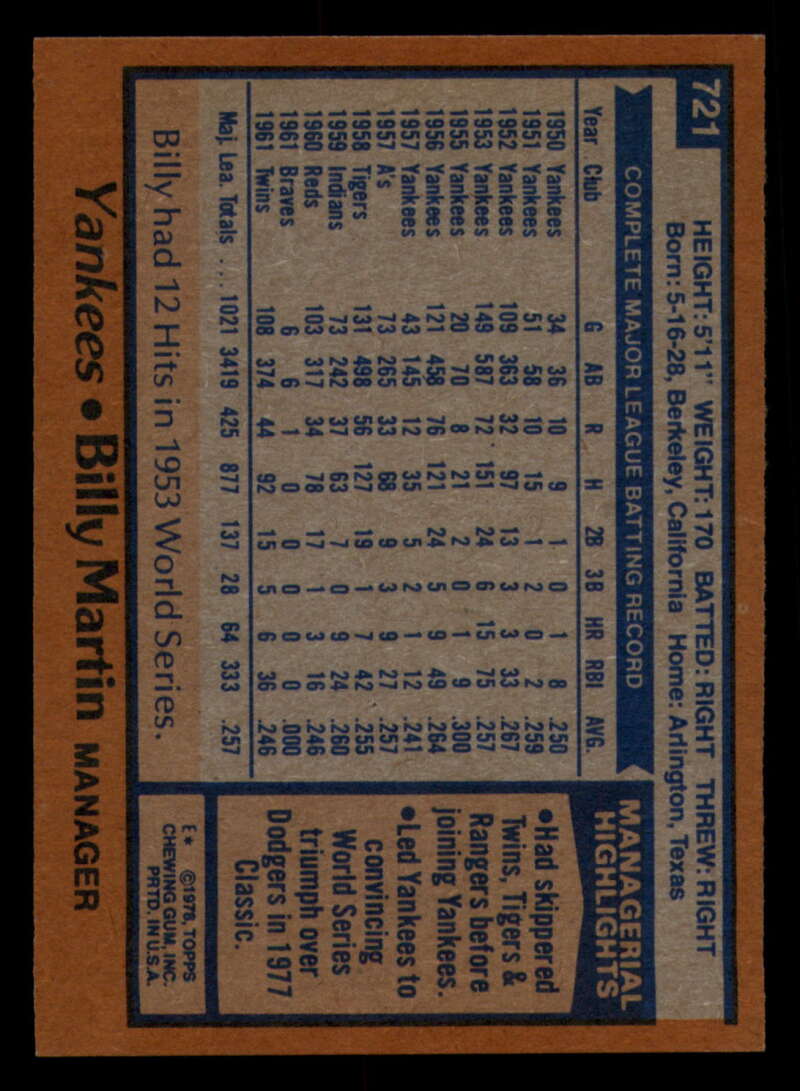 721
HEIGHT: 5'11" WEIGHT: 170 BATTED: RIGHT THREW: RIGHT
Born: 5-16-28, Berkeley, California Home: Arlington, Texas
COMPLETE MAJOR LEAGUE BATTING RECORD
Year Club G AB R H 2B 3B HR RBI AVG.
1950 Yankees 34 36 10 9 1 0 1 8 .250
1951 Yankees 51 58 10 15 1 2 0 2 .259
1952 Yankees 109 363 32 97 13 3 3 33 .267
1953 Yankees 149 587 72 151 24 6 15 75 .257
1955 Yankees 20 70 8 21 2 0 1 9 .300
1956 Yankees 121 458 76 121 24 5 9 49 .264
1957 Yankees 43 145 12 35 5 2 1 12 .241
1957 A's 73 265 33 68 9 3 9 27 .257
1958 Tigers 131 498 56 127 19 1 7 42 .255
1959 Indians 73 242 37 63 7 0 9 24 .260
1960 Reds 103 317 34 78 17 1 3 16 .246
1961 Braves 6 6 1 0 0 0 0 0 .000
1961 Twins 108 374 44 92 15 5 6 36 .246
Maj. Lea. Totals ... 1021 3419 425 877 137 28 64 333 .257
Billy had 12 Hits in 1953 World Series.
MANAGERIAL
HIGHLIGHTS
•Had skippered
Twins, Tigers &
Rangers before
joining Yankees.
•Led Yankees to
convincing
World Series
triumph over
Dodgers in 1977
Classic.
E* ©1978, TOPPS
CHEWING GUM, INC.
PRTD. IN U.S.A.
Yankees • Billy Martin MANAGER